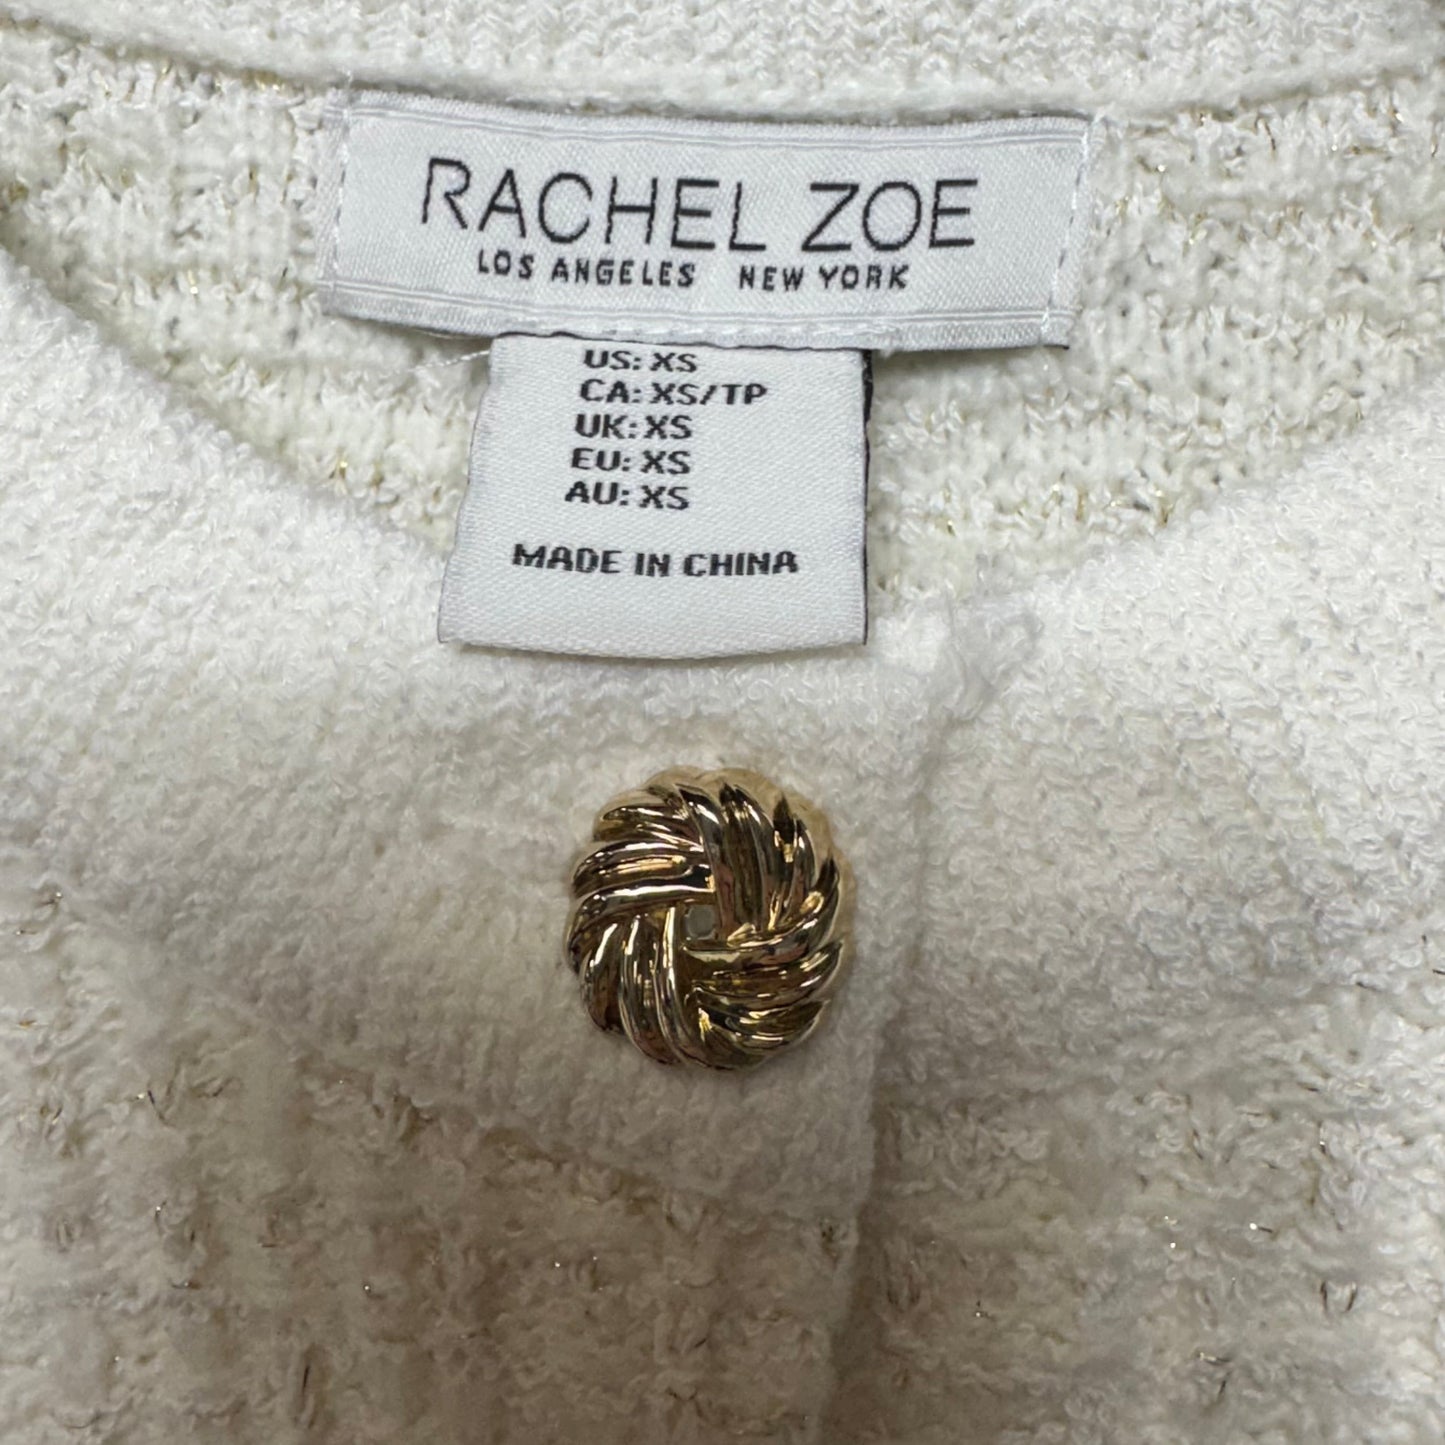 RACHEL ZOE
LOS ANGELES NEW YORK
US: XS
CA: XS/TP
UK: XS
EU: XS
AU: XS
MADE IN CHINA